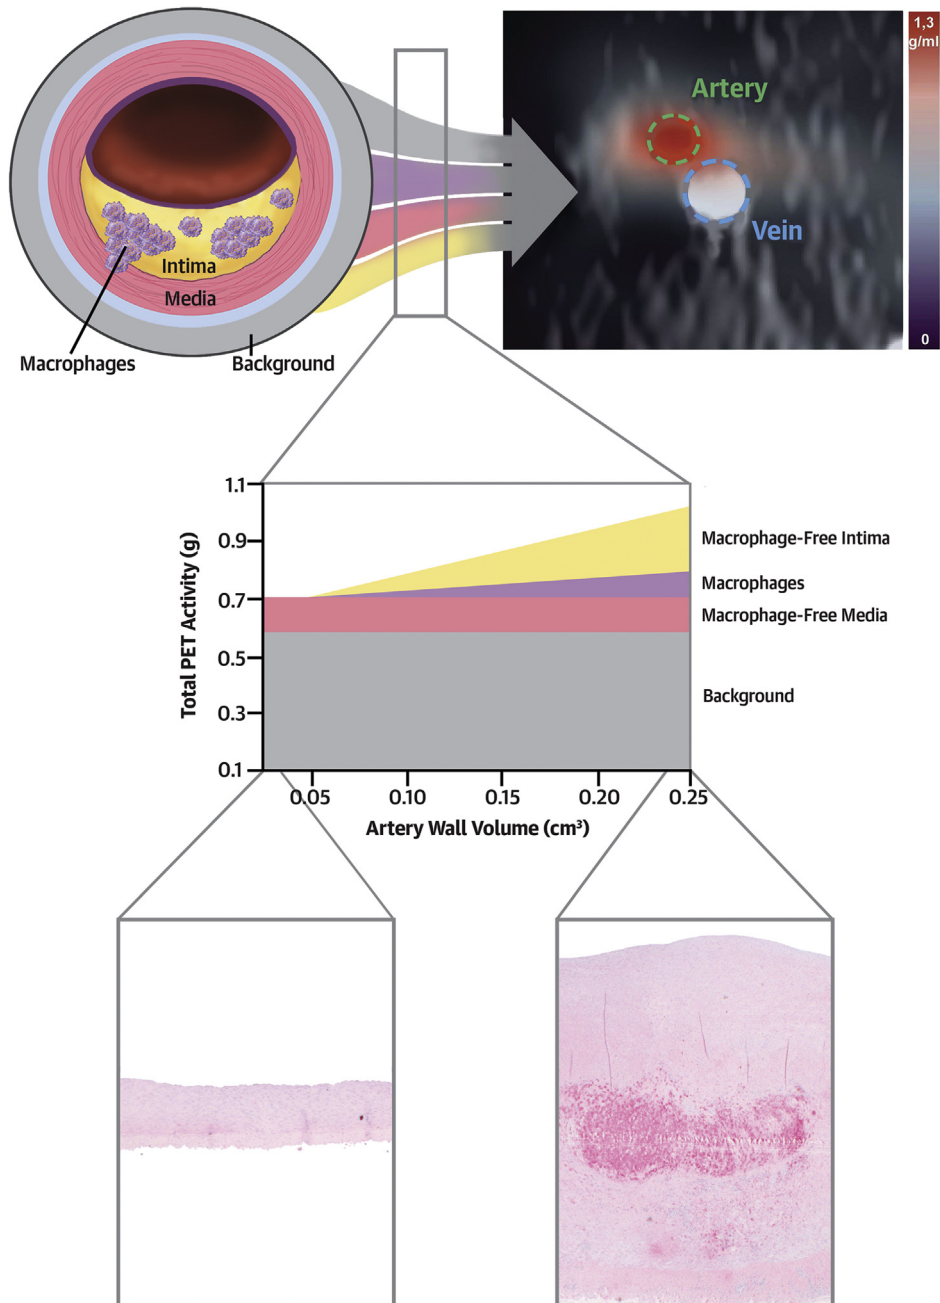 1,3
g/ml
Artery
Vein
0
Intima
Media
Macrophages
Background
1.1
0.9
0.7
0.5
0.3
0.1
Total PET Activity (g)
Macrophage-Free Intima
Macrophages
Macrophage-Free Media
Background
0.05
0.10
0.15
0.20
0.25
Artery Wall Volume (cm³)